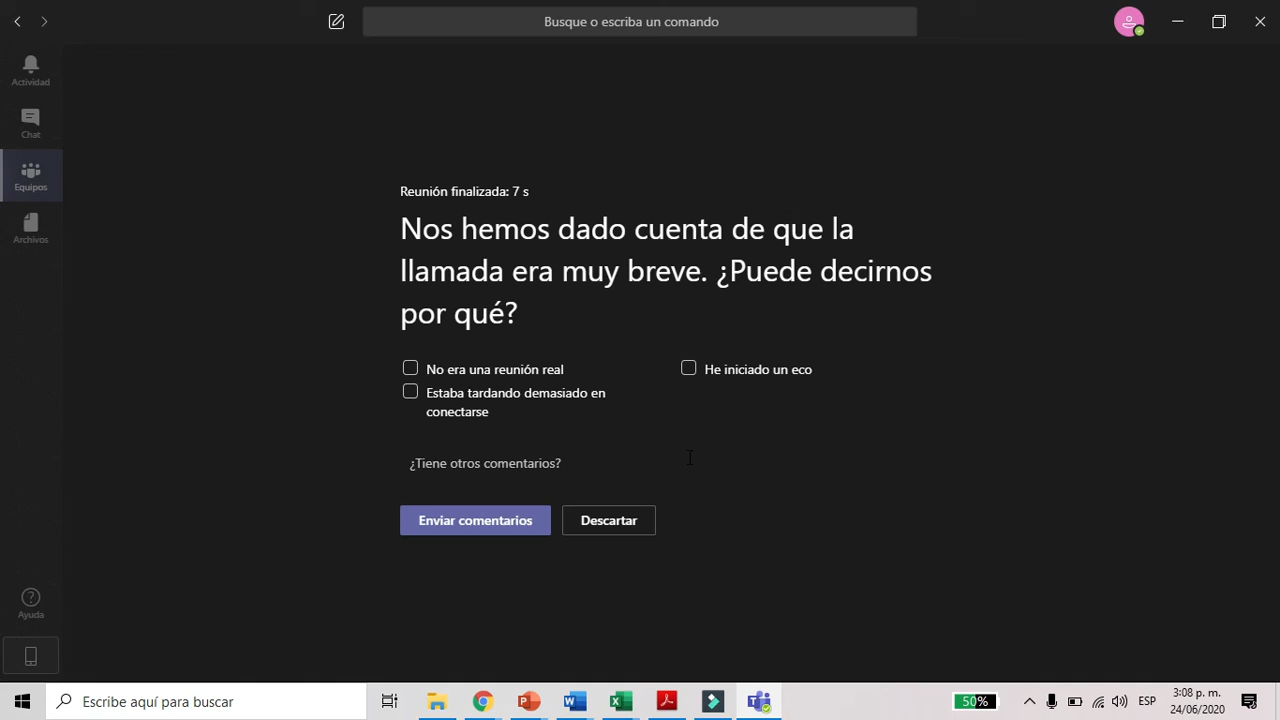 Busque o escriba un comando
Actividad
Chat
Equipos
Archivos
Reunión finalizada: 7 s
Nos hemos dado cuenta de que la
llamada era muy breve. ¿Puede decirnos
por qué?
No era una reunión real
He iniciado un eco
Estaba tardando demasiado en
conectarse
¿Tiene otros comentarios?
Enviar comentarios
Descartar
Ayuda
Escribe aquí para buscar
50%
ESP
3:08 p. m.
24/06/2020